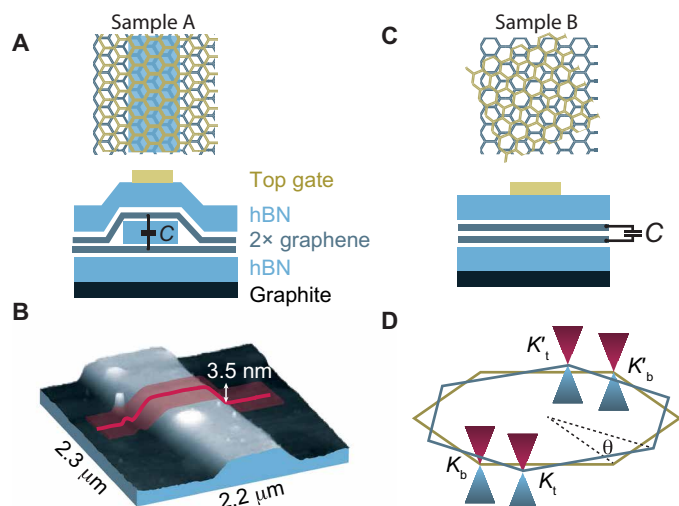 Sample A
A
Top gate
hBN
C
2× graphene
hBN
Graphite
B
3.5 nm
2.3 μm
2.2 μm
Sample B
C
C
D
K′t
K′b
θ
Kb
Kt